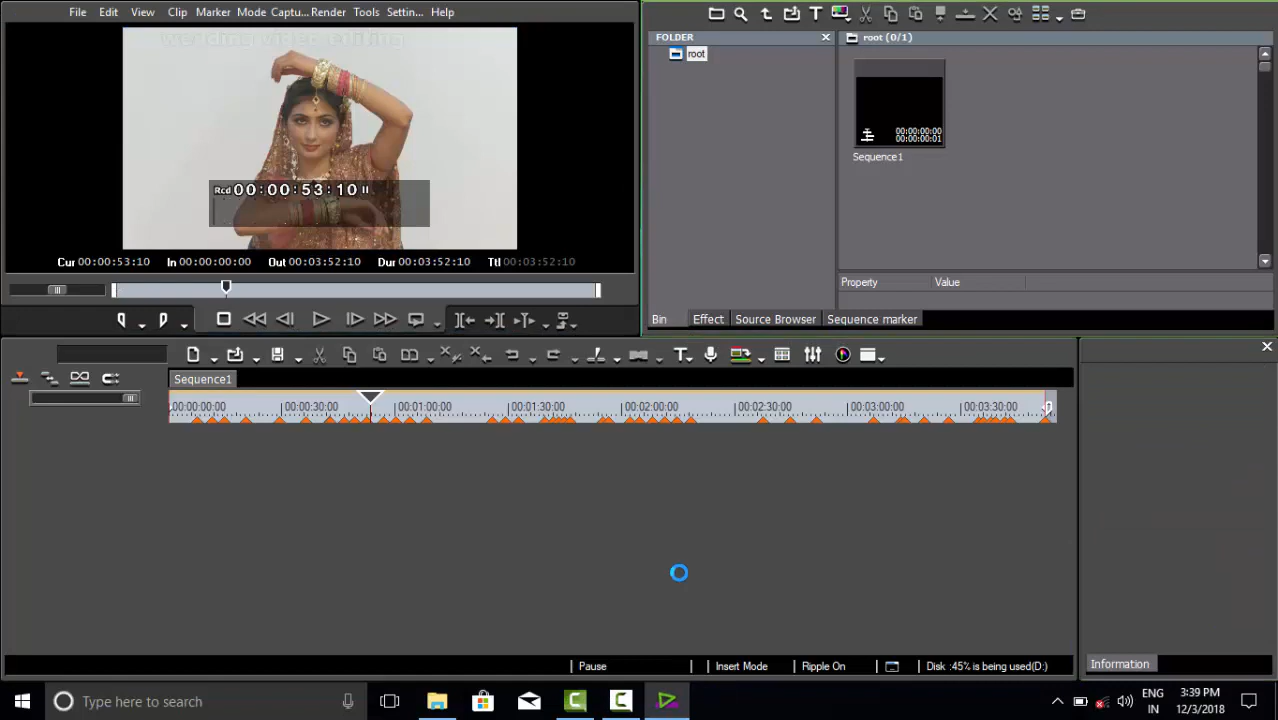 File Edit View Clip Marker Mode Captu... Render Tools Settin... Help
wedding video editing
Rcd 00:00:53:10
Cur 00:00:53:10 In 00:00:00:00 Out 00:03:52:10 Dur 00:03:52:10 Ttl 00:03:52:10
FOLDER
root
root (0/1)
00:00:00:00
00:00:00:01
Sequence1
Property Value
Bin Effect Source Browser Sequence marker
Sequence1
00:00:00:00 00:00:30:00 00:01:00:00 00:01:30:00 00:02:00:00 00:02:30:00 00:03:00:00 00:03:30:00
Pause Insert Mode Ripple On Disk :45% is being used(D:)
Information
Type here to search
ENG
IN
3:39 PM
12/3/2018